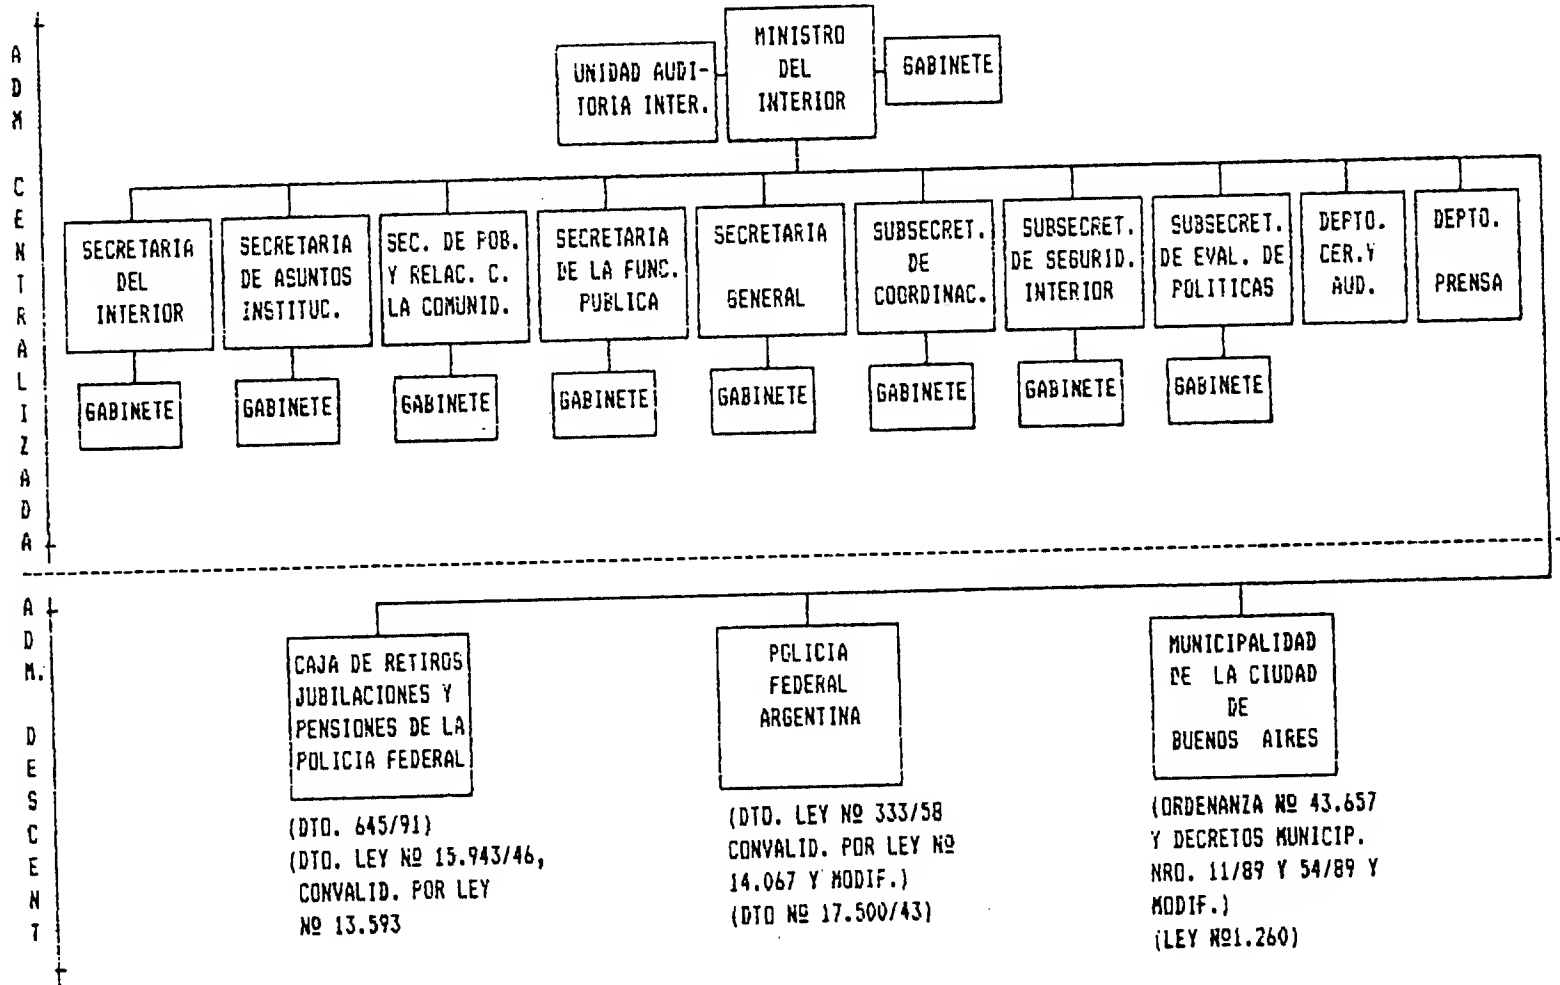 ADM CENTRALIZADA
UNIDAD AUDI-
TORIA INTER.
MINISTRO
DEL
INTERIOR
GABINETE
SECRETARIA
DEL
INTERIOR
SECRETARIA
DE ASUNTOS
INSTITUC.
SEC. DE POB.
Y RELAC. C.
LA COMUNID.
SECRETARIA
DE LA FUNC.
PUBLICA
SECRETARIA
GENERAL
SUBSECRET.
DE
COORDINAC.
SUBSECRET.
DE SEGURID.
INTERIOR
SUBSECRET.
DE EVAL. DE
POLITICAS
DEPTO.
CER.Y
AUD.
DEPTO.
PRENSA
GABINETE
GABINETE
GABINETE
GABINETE
GABINETE
GABINETE
GABINETE
GABINETE
ADM. DESCENT
CAJA DE RETIROS
JUBILACIONES Y
PENSIONES DE LA
POLICIA FEDERAL
(DTO. 645/91)
(DTO. LEY Nº 15.943/46,
CONVALID. POR LEY
Nº 13.593
POLICIA
FEDERAL
ARGENTINA
(DTO. LEY Nº 333/58
CONVALID. POR LEY Nº
14.067 Y MODIF.)
(DTO Nº 17.500/43)
MUNICIPALIDAD
DE LA CIUDAD
DE
BUENOS AIRES
(ORDENANZA Nº 43.657
Y DECRETOS MUNICIP.
NRO. 11/89 Y 54/89 Y
MODIF.)
(LEY Nº1.260)